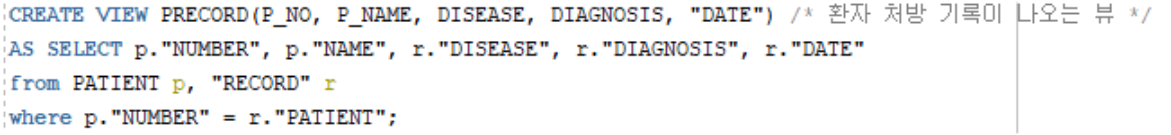 CREATE VIEW PRECORD(P_NO, P_NAME, DISEASE, DIAGNOSIS, "DATE") /* 환자 처방 기록이 나오는 뷰 */
AS SELECT p."NUMBER", p."NAME", r."DISEASE", r."DIAGNOSIS", r."DATE"
from PATIENT p, "RECORD" r
where p."NUMBER" = r."PATIENT";